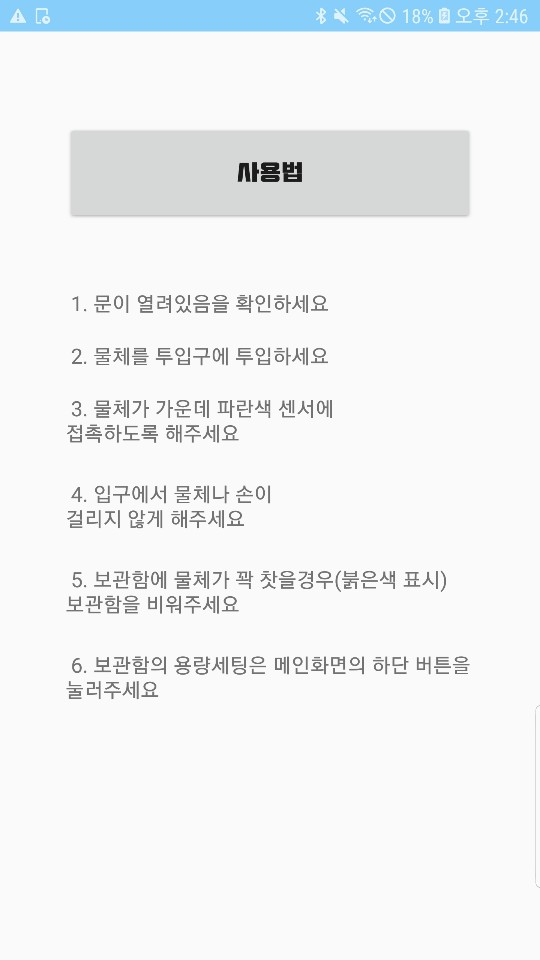 18% 오후 2:46
사용법
1. 문이 열려있음을 확인하세요
2. 물체를 투입구에 투입하세요
3. 물체가 가운데 파란색 센서에
접촉하도록 해주세요
4. 입구에서 물체나 손이
걸리지 않게 해주세요
5. 보관함에 물체가 꽉 찻을경우(붉은색 표시)
보관함을 비워주세요
6. 보관함의 용량세팅은 메인화면의 하단 버튼을
눌러주세요